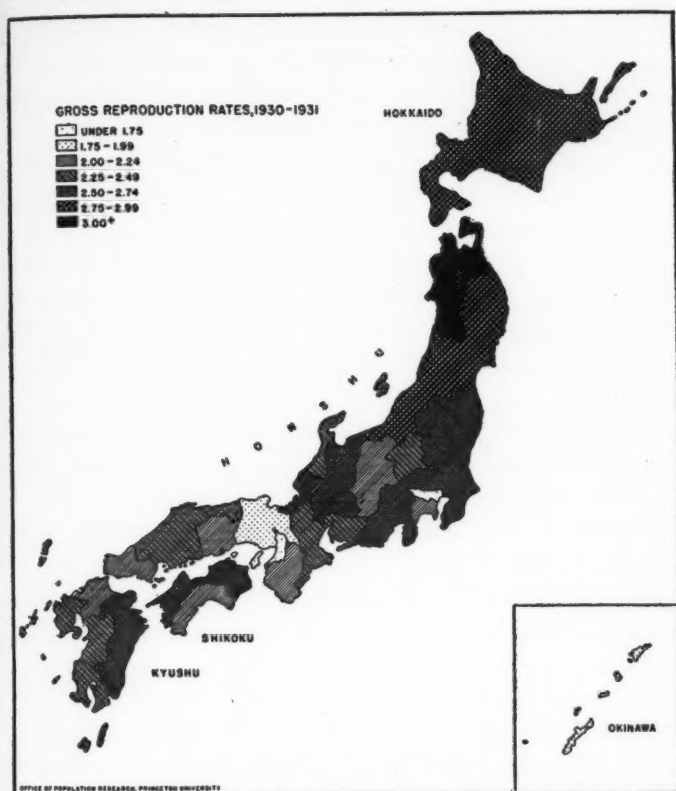 GROSS REPRODUCTION RATES, 1930-1931
UNDER 1.75
1.75-1.99
2.00-2.24
2.25-2.49
2.50-2.74
2.75-2.99
3.00+
HOKKAIDO
HONSHU
SHIKOKU
KYUSHU
OKINAWA
OFFICE OF POPULATION RESEARCH, PRINCETON UNIVERSITY